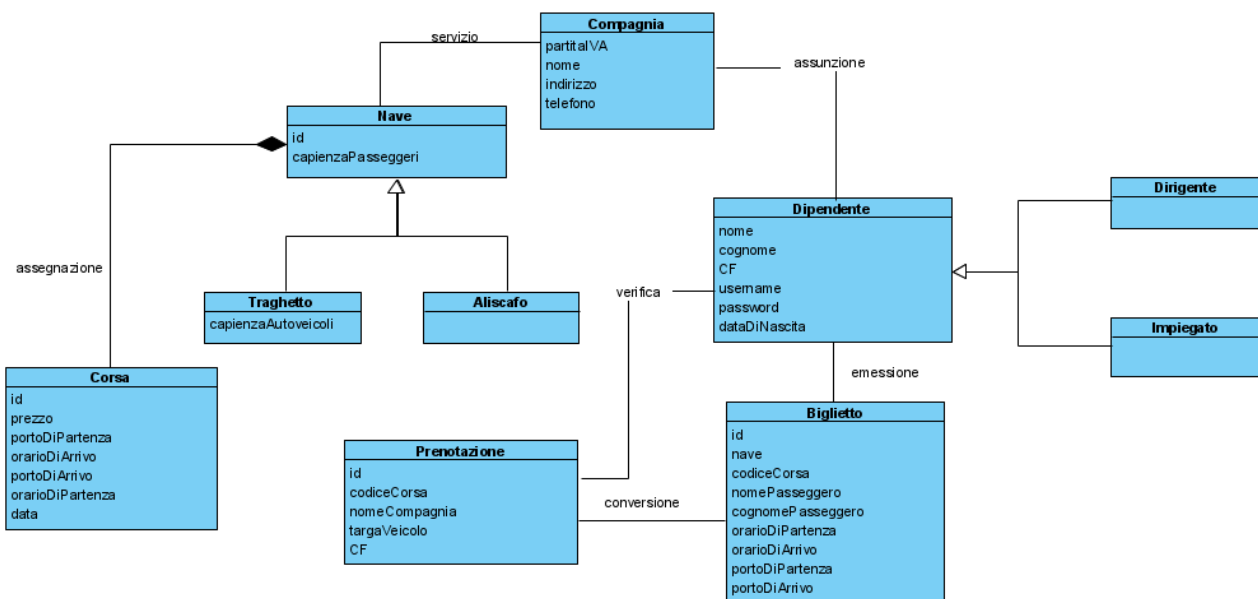 Compagnia
partitaIVA
nome
indirizzo
telefono
servizio
assunzione
Nave
id
capienzaPasseggeri
Dirigente
Dipendente
nome
cognome
CF
username
password
dataDiNascita
assegnazione
verifica
Traghetto
capienzaAutoveicoli
Aliscafo
Impiegato
emessione
Corsa
id
prezzo
portoDiPartenza
orarioDiArrivo
portoDiArrivo
orarioDiPartenza
data
Prenotazione
id
codiceCorsa
nomeCompagnia
targaVeicolo
CF
conversione
Biglietto
id
nave
codiceCorsa
nomePasseggero
cognomePasseggero
orarioDiPartenza
orarioDiArrivo
portoDiPartenza
portoDiArrivo